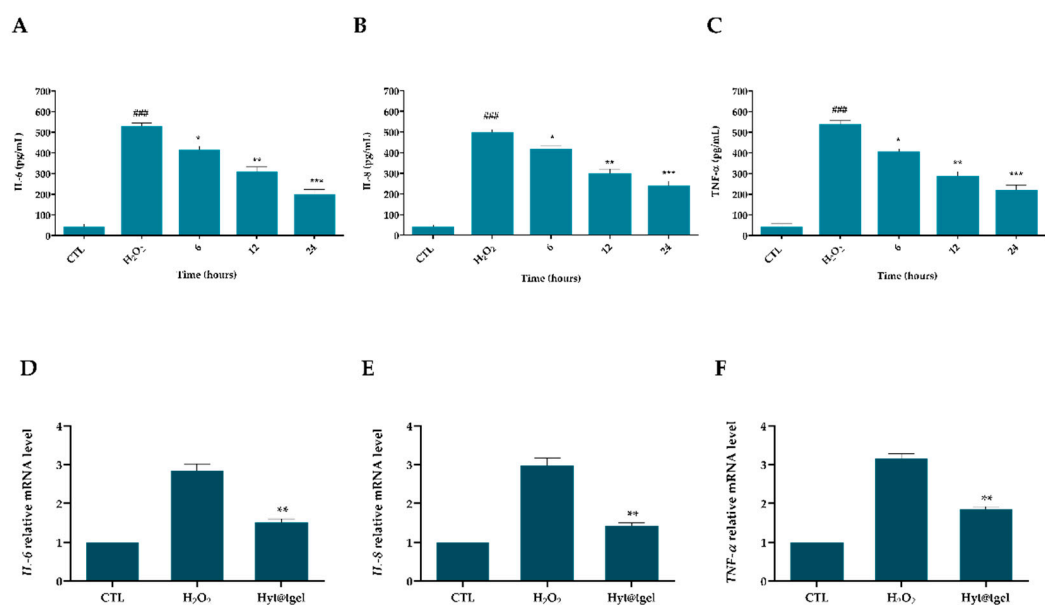 A
B
C
IL-6 (pg/mL)
700
600
500
400
300
200
100
0
###
*
**
***
CTL
H₂O₂
6
12
24
Time (hours)
IL-8 (pg/mL)
700
600
500
400
300
200
100
0
###
*
**
***
CTL
H₂O₂
6
12
24
Time (hours)
TNF-α (pg/mL)
700
600
500
400
300
200
100
0
###
*
**
***
CTL
H₂O₂
6
12
24
Time (hours)
D
E
F
IL-6 relative mRNA level
4
3
2
1
0
**
CTL
H₂O₂
Hyt@tgel
IL-8 relative mRNA level
4
3
2
1
0
**
CTL
H₂O₂
Hyt@tgel
TNF-α relative mRNA level
4
3
2
1
0
**
CTL
H₂O₂
Hyt@tgel